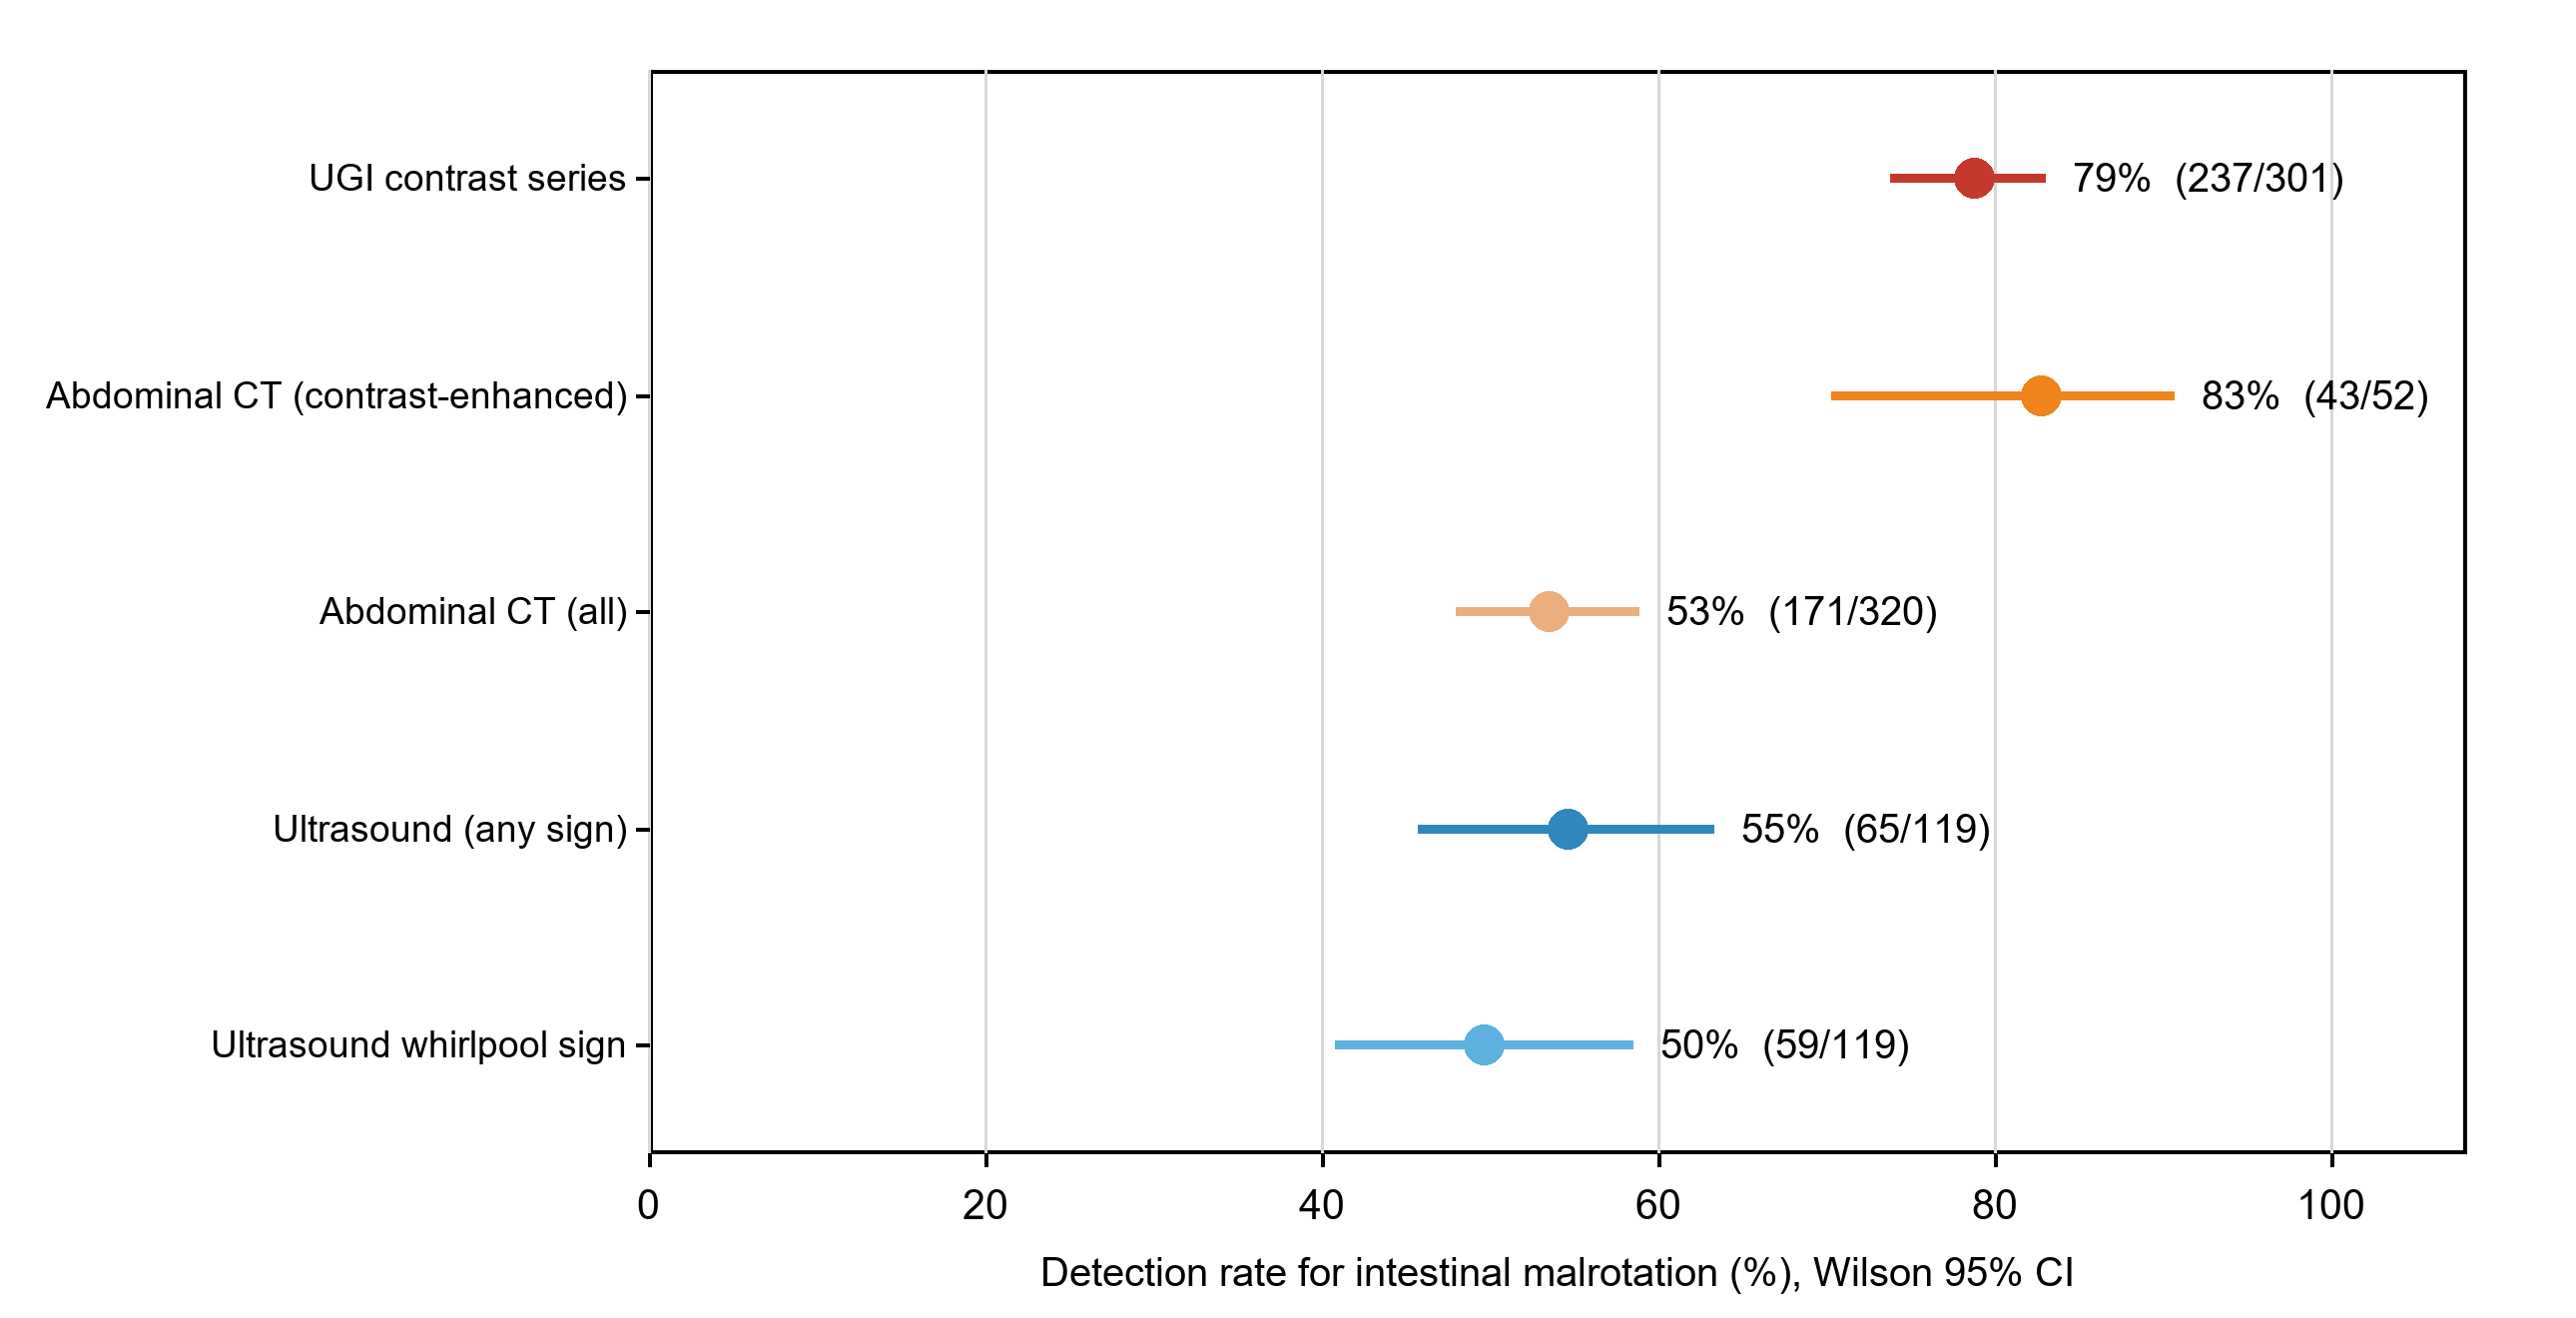 UGI contrast series
79% (237/301)
Abdominal CT (contrast-enhanced)
83% (43/52)
Abdominal CT (all)
53% (171/320)
Ultrasound (any sign)
55% (65/119)
Ultrasound whirlpool sign
50% (59/119)
0 20 40 60 80 100
Detection rate for intestinal malrotation (%), Wilson 95% CI